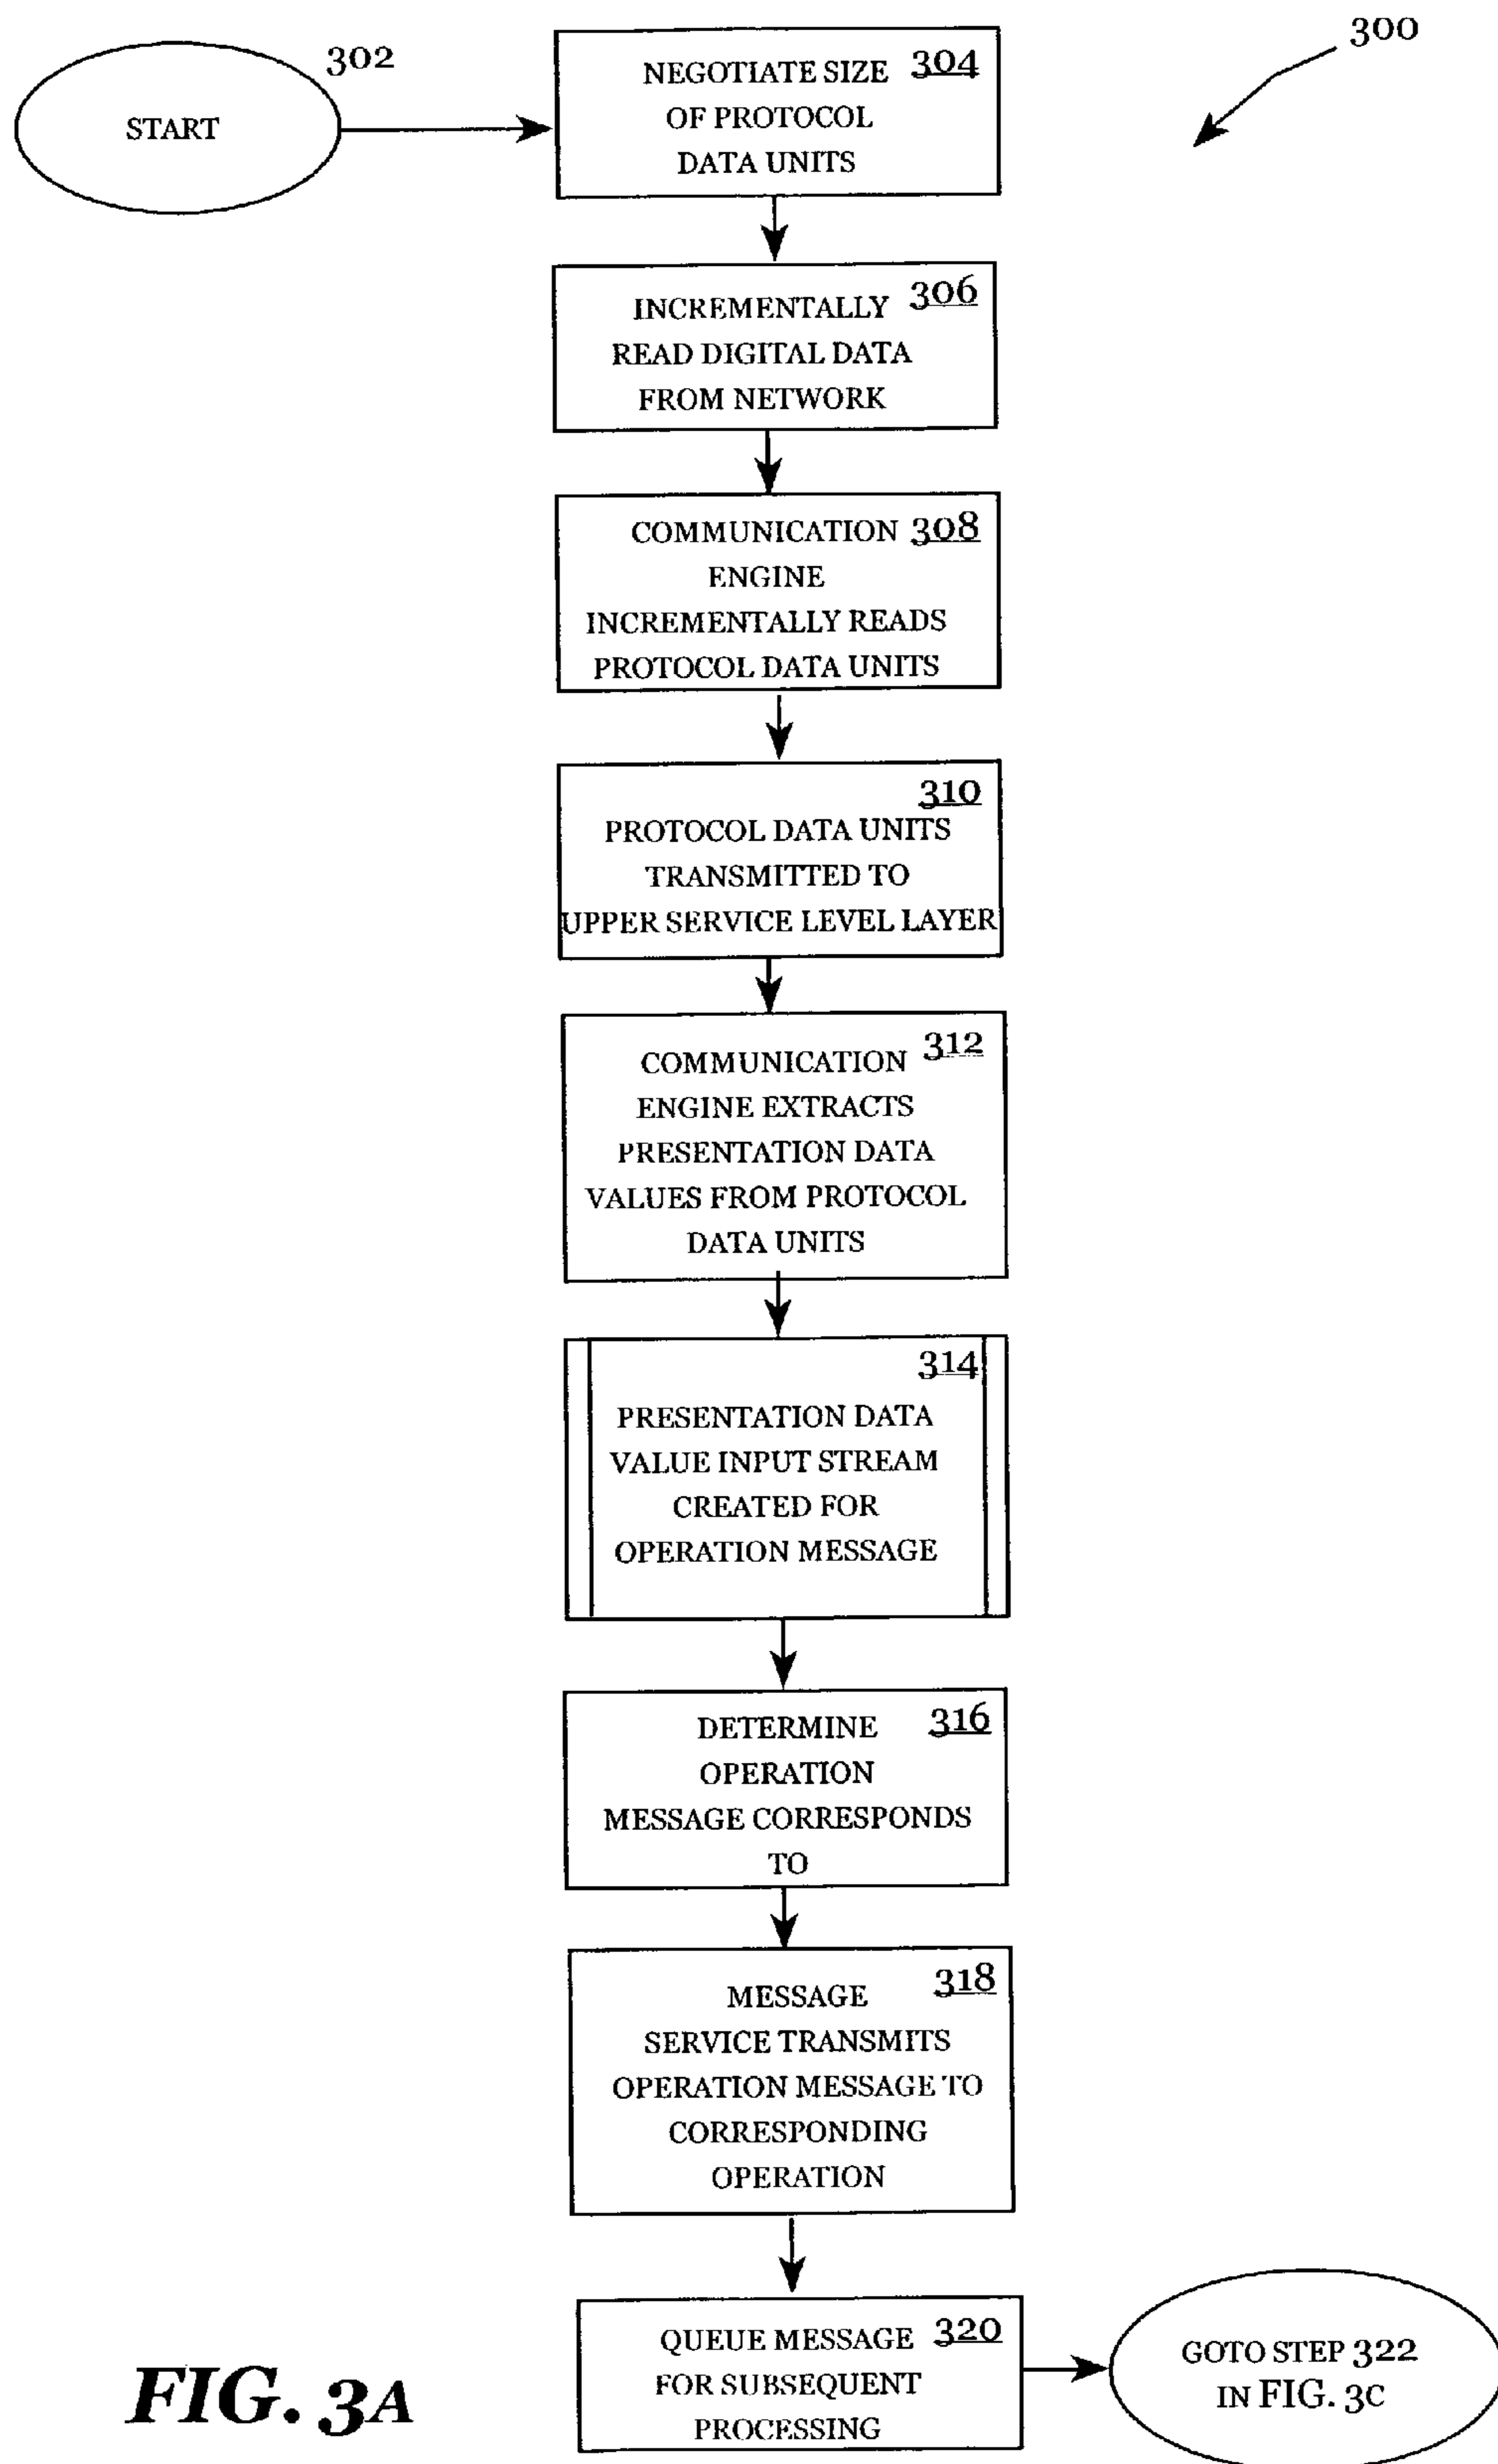 300
302
START
NEGOTIATE SIZE 304
OF PROTOCOL
DATA UNITS
INCREMENTALLY 306
READ DIGITAL DATA
FROM NETWORK
COMMUNICATION 308
ENGINE
INCREMENTALLY READS
PROTOCOL DATA UNITS
310
PROTOCOL DATA UNITS
TRANSMITTED TO
UPPER SERVICE LEVEL LAYER
COMMUNICATION 312
ENGINE EXTRACTS
PRESENTATION DATA
VALUES FROM PROTOCOL
DATA UNITS
314
PRESENTATION DATA
VALUE INPUT STREAM
CREATED FOR
OPERATION MESSAGE
DETERMINE 316
OPERATION
MESSAGE CORRESPONDS
TO
MESSAGE 318
SERVICE TRANSMITS
OPERATION MESSAGE TO
CORRESPONDING
OPERATION
QUEUE MESSAGE 320
FOR SUBSEQUENT
PROCESSING
GOTO STEP 322
IN FIG. 3C
FIG. 3A